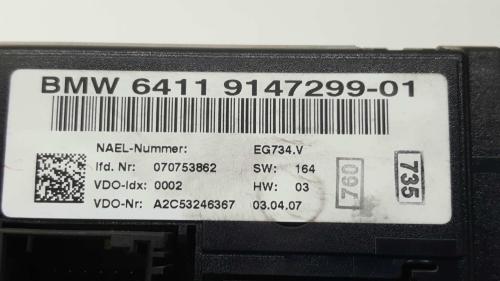 BMW 6411 9147299-01
NAEL-Nummer: EG734.V
lfd. Nr: 070753862 SW: 164
VDO-Idx: 0002 HW: 03
VDO-Nr: A2C53246367 03.04.07
760
735